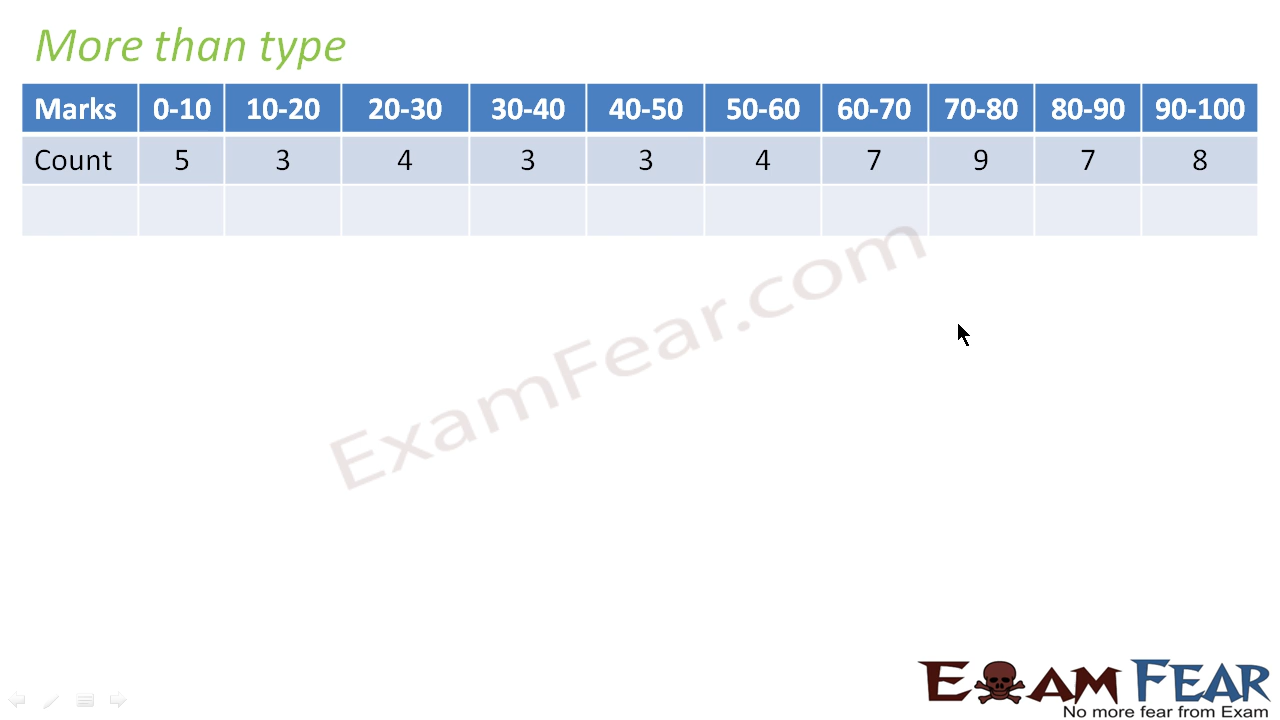 More than type
Marks 0-10 10-20 20-30 30-40 40-50 50-60 60-70 70-80 80-90 90-100
Count 5 3 4 3 3 4 7 9 7 8
ExamFear.com
EXAM FEAR
No more fear from Exam